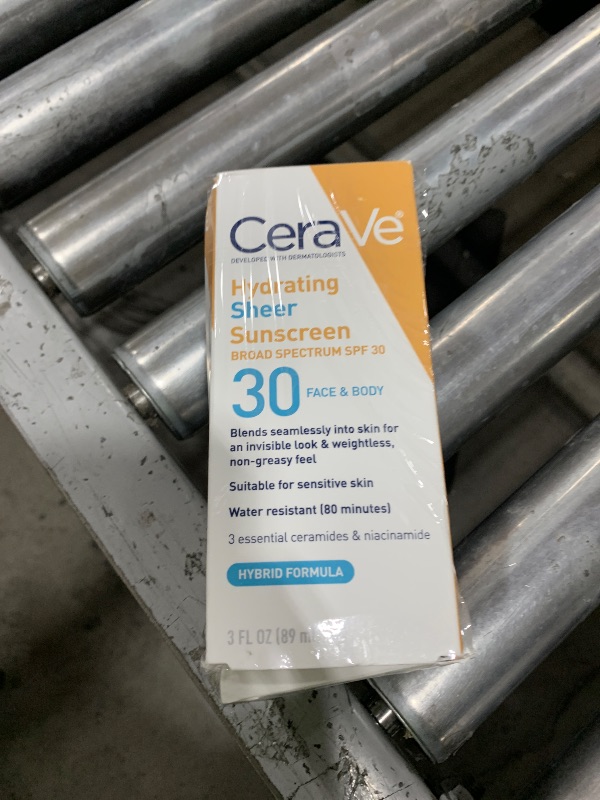 CeraVe®
DEVELOPED WITH DERMATOLOGISTS
Hydrating
Sheer
Sunscreen
BROAD SPECTRUM SPF 30
30 FACE & BODY
Blends seamlessly into skin for
an invisible look & weightless,
non-greasy feel
Suitable for sensitive skin
Water resistant (80 minutes)
3 essential ceramides & niacinamide
HYBRID FORMULA
3 FL OZ (89 m